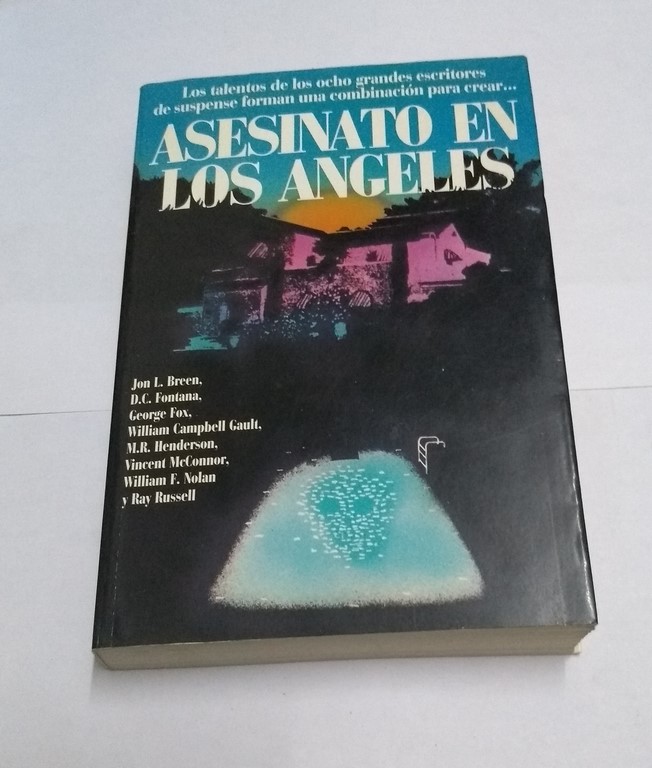 Los talentos de los ocho grandes escritores
de suspense forman una combinación para crear...
ASESINATO EN
LOS ANGELES
Jon L. Breen,
D.C. Fontana,
George Fox,
William Campbell Gault,
M.R. Henderson,
Vincent McConnor,
William F. Nolan
y Ray Russell